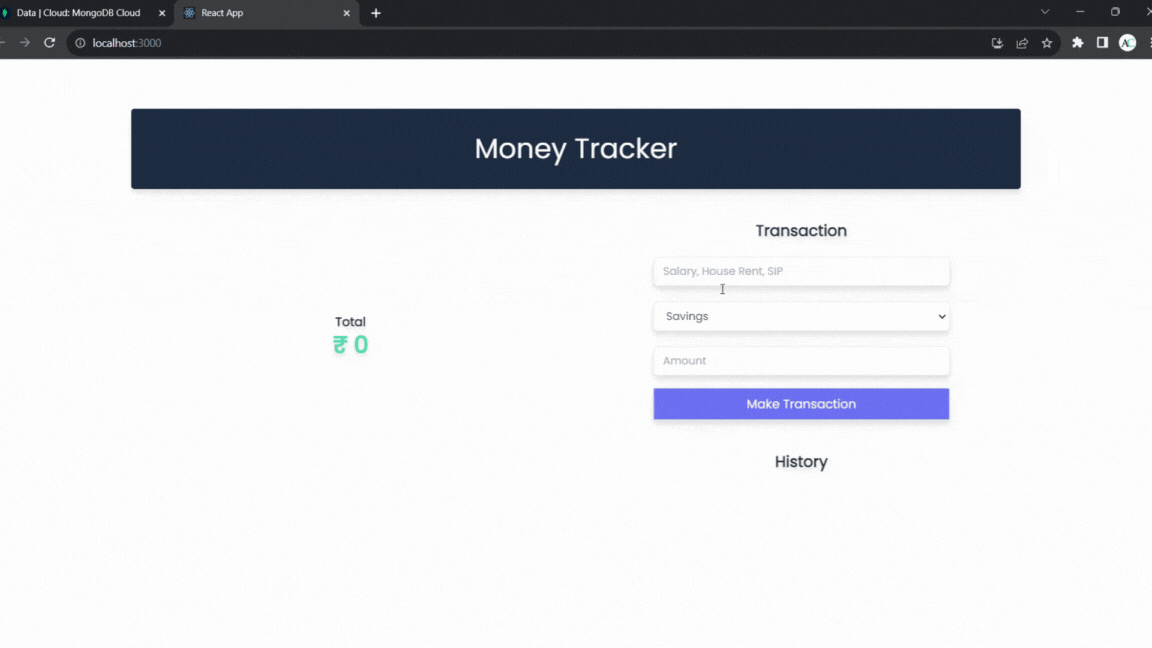 Data | Cloud: MongoDB Cloud
React App
localhost:3000
Money Tracker
Transaction
Salary, House Rent, SIP
Savings
Amount
Make Transaction
Total
₹ 0
History